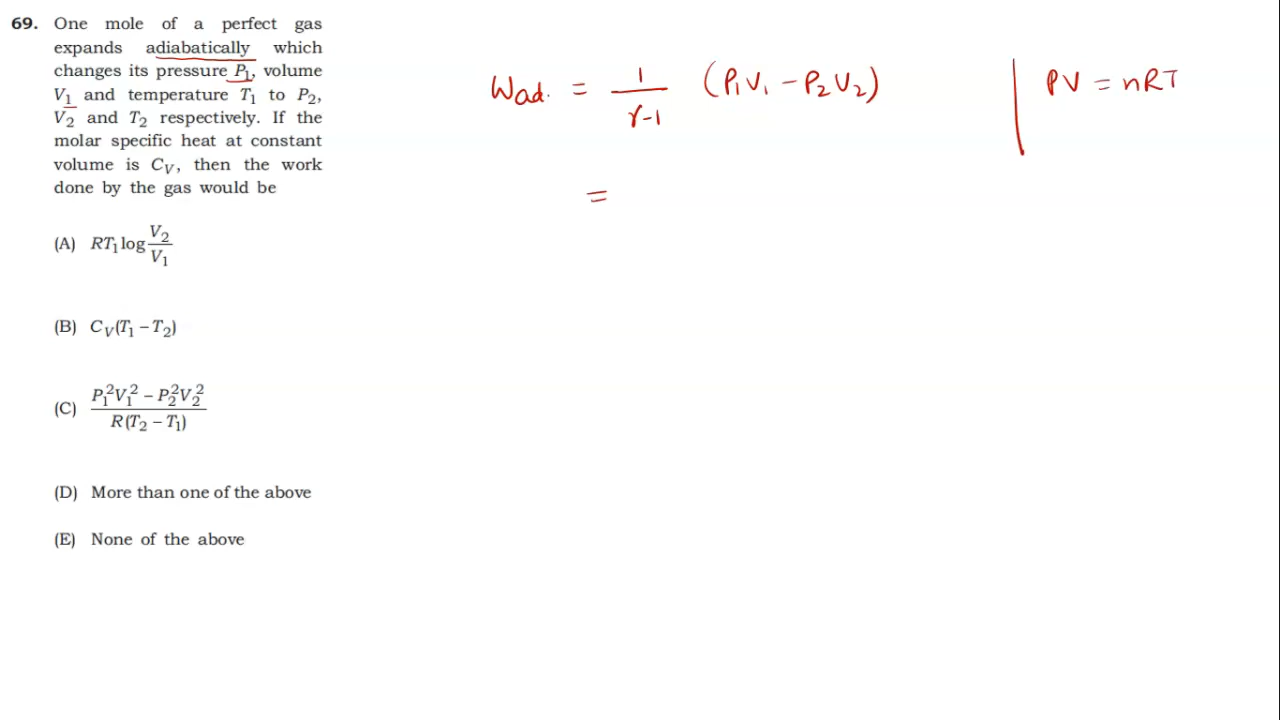 69. One mole of a perfect gas
expands adiabatically which
changes its pressure P₁, volume
V₁ and temperature T₁ to P₂,
V₂ and T₂ respectively. If the
molar specific heat at constant
volume is C_V, then the work
done by the gas would be
(A) RT₁ log V₂/V₁
(B) C_V(T₁ – T₂)
(C) (P₁²V₁² – P₂²V₂²)/(R(T₂ – T₁))
(D) More than one of the above
(E) None of the above
Wad. = 1/(γ-1) (P₁V₁ - P₂V₂)
=
PV = nRT